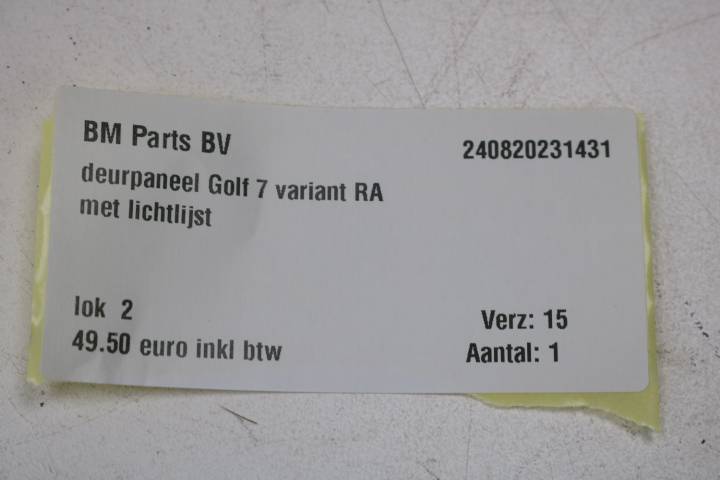 BM Parts BV
240820231431
deurpaneel Golf 7 variant RA
met lichtlijst
lok 2
Verz: 15
49.50 euro inkl btw
Aantal: 1